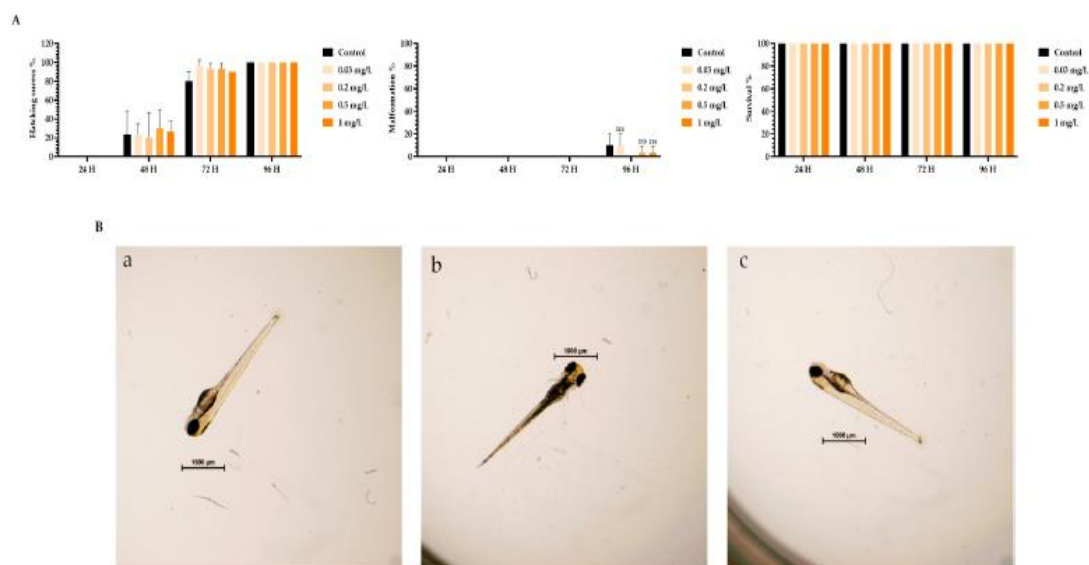 A
120
100
80
60
40
20
0
Hatching success %
24 H
48 H
72 H
96 H
Control
0.03 mg/L
0.2 mg/L
0.5 mg/L
1 mg/L
100
80
60
40
20
0
Malformation %
24 H
48 H
72 H
96 H
Control
0.03 mg/L
0.2 mg/L
0.5 mg/L
1 mg/L
100
80
60
40
20
0
Survival %
24 H
48 H
72 H
96 H
Control
0.03 mg/L
0.2 mg/L
0.5 mg/L
1 mg/L
B
a
1000 µm
b
1000 µm
c
1000 µm